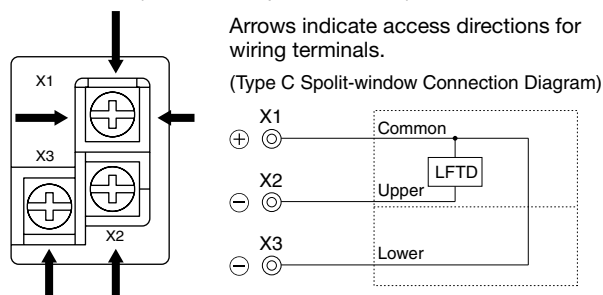 Arrows indicate access directions for
wiring terminals.
(Type C Spolit-window Connection Diagram)
X1
X3
X2
X1
Common
LFTD
X2
Upper
X3
Lower